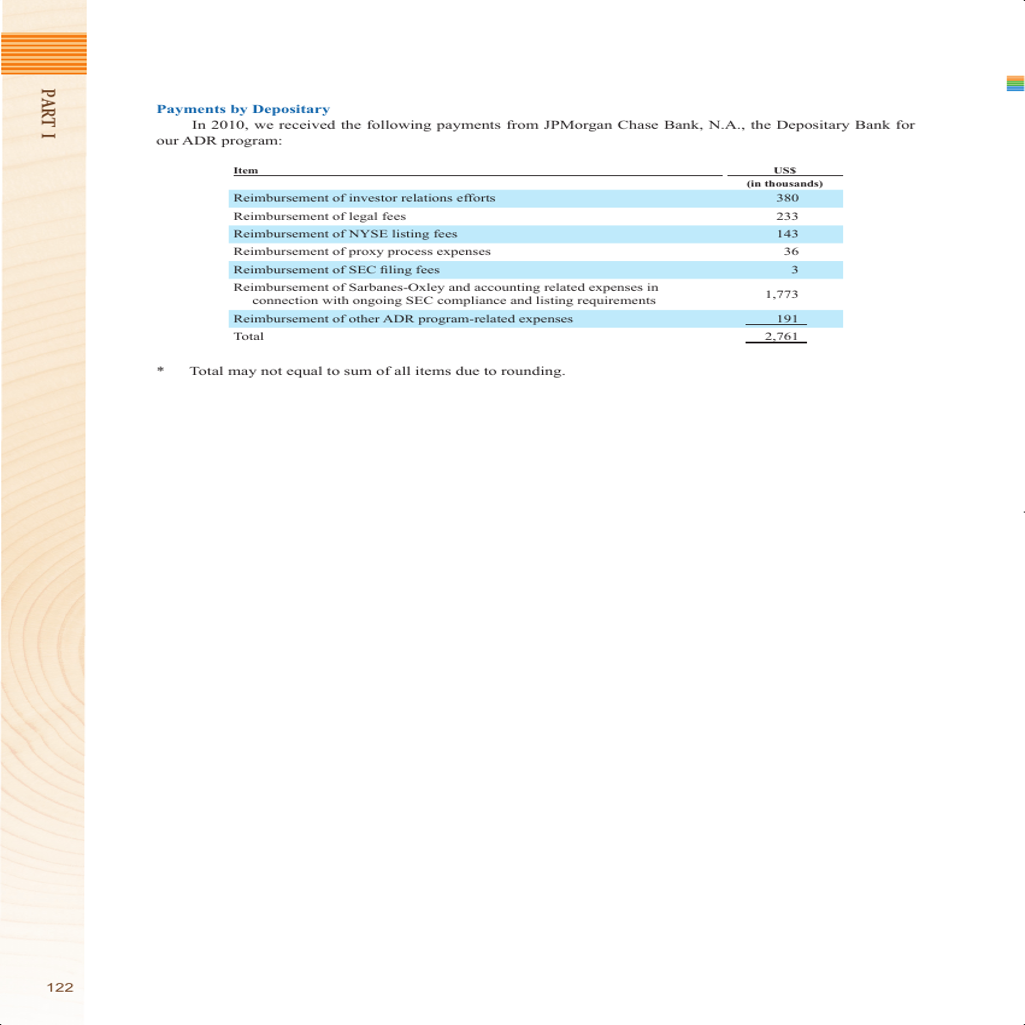 PART I
Payments by Depositary
In 2010, we received the following payments from JPMorgan Chase Bank, N.A., the Depositary Bank for
our ADR program:
Item US$
(in thousands)
Reimbursement of investor relations efforts 380
Reimbursement of legal fees 233
Reimbursement of NYSE listing fees 143
Reimbursement of proxy process expenses 36
Reimbursement of SEC filing fees 3
Reimbursement of Sarbanes-Oxley and accounting related expenses in
connection with ongoing SEC compliance and listing requirements 1,773
Reimbursement of other ADR program-related expenses 191
Total 2,761
* Total may not equal to sum of all items due to rounding.
122